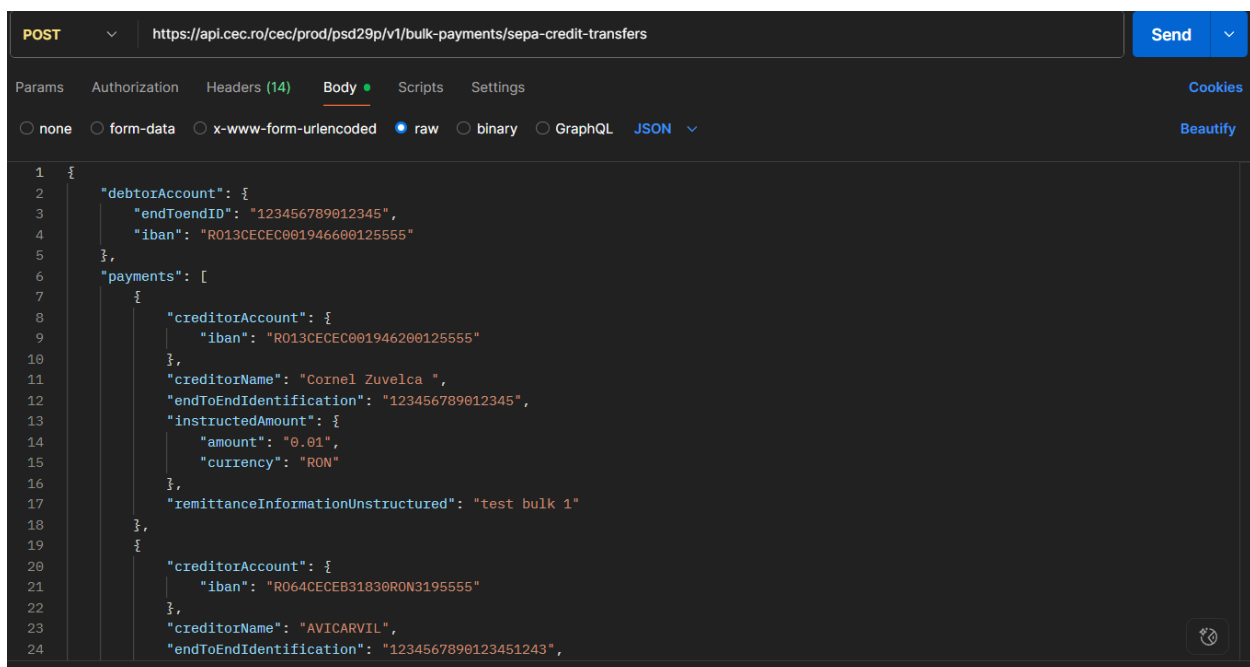 POST https://api.cec.ro/cec/prod/psd29p/v1/bulk-payments/sepa-credit-transfers Send
Params Authorization Headers (14) Body Scripts Settings Cookies
none form-data x-www-form-urlencoded raw binary GraphQL JSON Beautify
1 {
2 "debtorAccount": {
3 "endToendID": "123456789012345",
4 "iban": "RO13CECEC001946600125555"
5 },
6 "payments": [
7 {
8 "creditorAccount": {
9 "iban": "RO13CECEC001946200125555"
10 },
11 "creditorName": "Cornel Zuvelca ",
12 "endToEndIdentification": "123456789012345",
13 "instructedAmount": {
14 "amount": "0.01",
15 "currency": "RON"
16 },
17 "remittanceInformationUnstructured": "test bulk 1"
18 },
19 {
20 "creditorAccount": {
21 "iban": "RO64CECEB31830RON3195555"
22 },
23 "creditorName": "AVICARVIL",
24 "endToEndIdentification": "1234567890123451243",